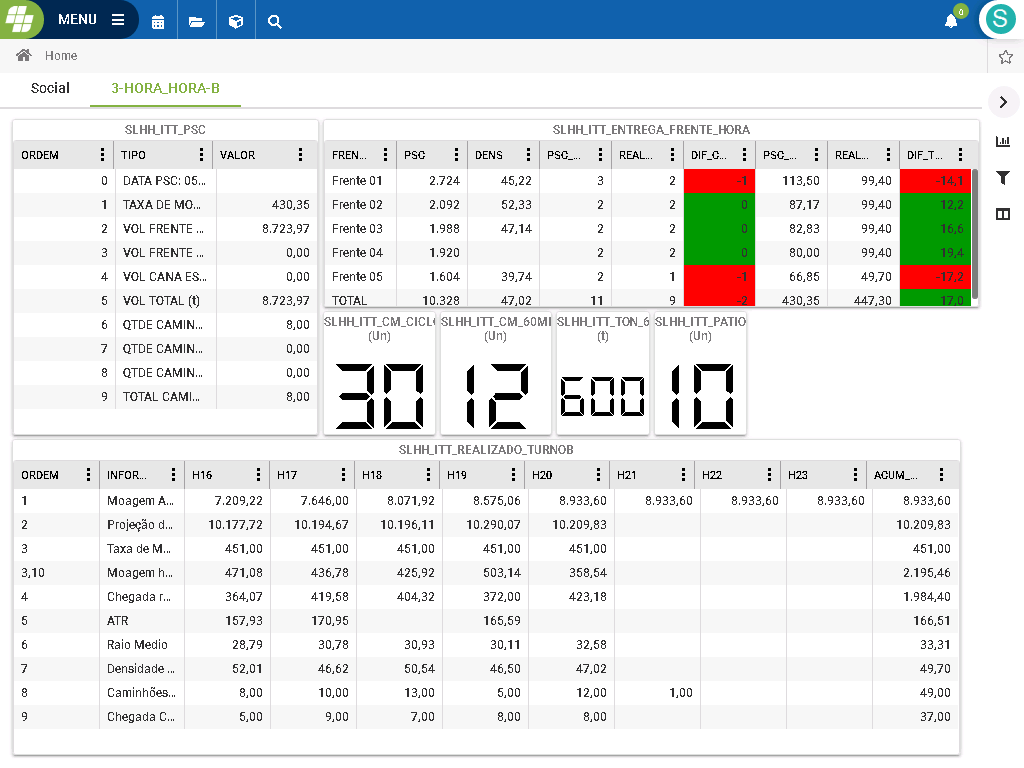 MENU
0
S
Home
Social 3-HORA_HORA-B
SLHH_ITT_PSC
ORDEM TIPO VALOR
0 DATA PSC: 05...
1 TAXA DE MO... 430,35
2 VOL FRENTE ... 8.723,97
3 VOL FRENTE ... 0,00
4 VOL CANA ES... 0,00
5 VOL TOTAL (t) 8.723,97
6 QTDE CAMIN... 8,00
7 QTDE CAMIN... 0,00
8 QTDE CAMIN... 0,00
9 TOTAL CAMI... 8,00
SLHH_ITT_ENTREGA_FRENTE_HORA
FREN... PSC DENS PSC_... REAL... DIF_C... PSC_... REAL... DIF_T...
Frente 01 2.724 45,22 3 2 -1 113,50 99,40 -14,1
Frente 02 2.092 52,33 2 2 0 87,17 99,40 12,2
Frente 03 1.988 47,14 2 2 0 82,83 99,40 16,6
Frente 04 1.920 2 2 0 80,00 99,40 19,4
Frente 05 1.604 39,74 2 1 -1 66,85 49,70 -17,2
TOTAL 10.328 47,02 11 9 -2 430,35 447,30 17,0
SLHH_ITT_CM_CICL
(Un)
30
SLHH_ITT_CM_60MI
(Un)
12
SLHH_ITT_TON_6
(t)
600
SLHH_ITT_PATIO
(Un)
10
SLHH_ITT_REALIZADO_TURNOB
ORDEM INFOR... H16 H17 H18 H19 H20 H21 H22 H23 ACUM_...
1 Moagem A... 7.209,22 7.646,00 8.071,92 8.575,06 8.933,60 8.933,60 8.933,60 8.933,60 8.933,60
2 Projeção d... 10.177,72 10.194,67 10.196,11 10.290,07 10.209,83 10.209,83
3 Taxa de M... 451,00 451,00 451,00 451,00 451,00 451,00
3,10 Moagem h... 471,08 436,78 425,92 503,14 358,54 2.195,46
4 Chegada r... 364,07 419,58 404,32 372,00 423,18 1.984,40
5 ATR 157,93 170,95 165,59 166,51
6 Raio Medio 28,79 30,78 30,93 30,11 32,58 33,31
7 Densidade ... 52,01 46,62 50,54 46,50 47,02 49,70
8 Caminhões... 8,00 10,00 13,00 5,00 12,00 1,00 49,00
9 Chegada C... 5,00 9,00 7,00 8,00 8,00 37,00